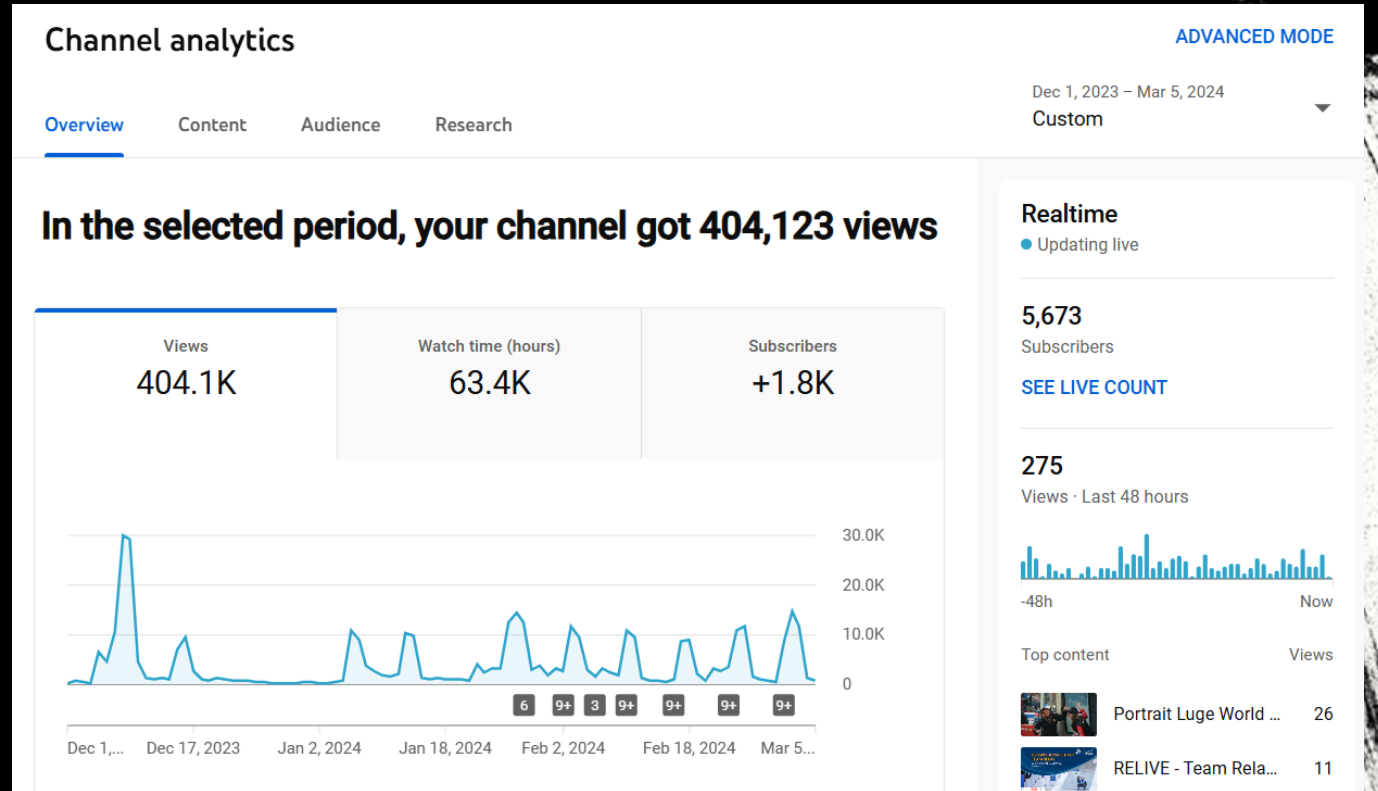 Channel analytics
ADVANCED MODE
Overview
Content
Audience
Research
Dec 1, 2023 – Mar 5, 2024
Custom
In the selected period, your channel got 404,123 views
Views
404.1K
Watch time (hours)
63.4K
Subscribers
+1.8K
30.0K
20.0K
10.0K
0
6 9+ 3 9+ 9+ 9+ 9+
Dec 1,... Dec 17, 2023 Jan 2, 2024 Jan 18, 2024 Feb 2, 2024 Feb 18, 2024 Mar 5...
Realtime
Updating live
5,673
Subscribers
SEE LIVE COUNT
275
Views · Last 48 hours
-48h Now
Top content Views
Portrait Luge World ... 26
RELIVE - Team Rela... 11